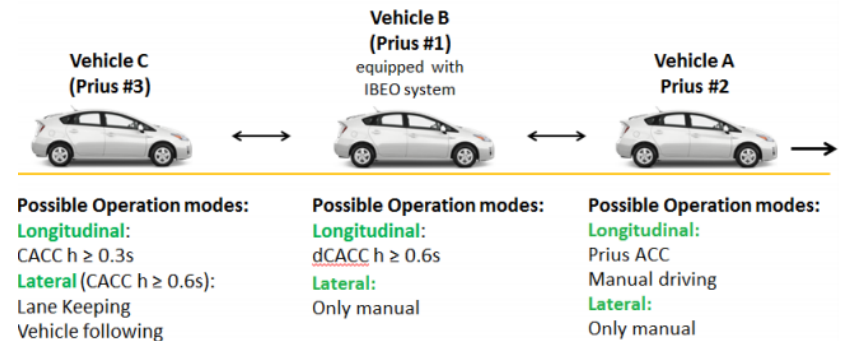 Vehicle C
(Prius #3)
Vehicle B
(Prius #1)
equipped with
IBEO system
Vehicle A
Prius #2
Possible Operation modes:
Longitudinal:
CACC h ≥ 0.3s
Lateral (CACC h ≥ 0.6s):
Lane Keeping
Vehicle following
Possible Operation modes:
Longitudinal:
dCACC h ≥ 0.6s
Lateral:
Only manual
Possible Operation modes:
Longitudinal:
Prius ACC
Manual driving
Lateral:
Only manual